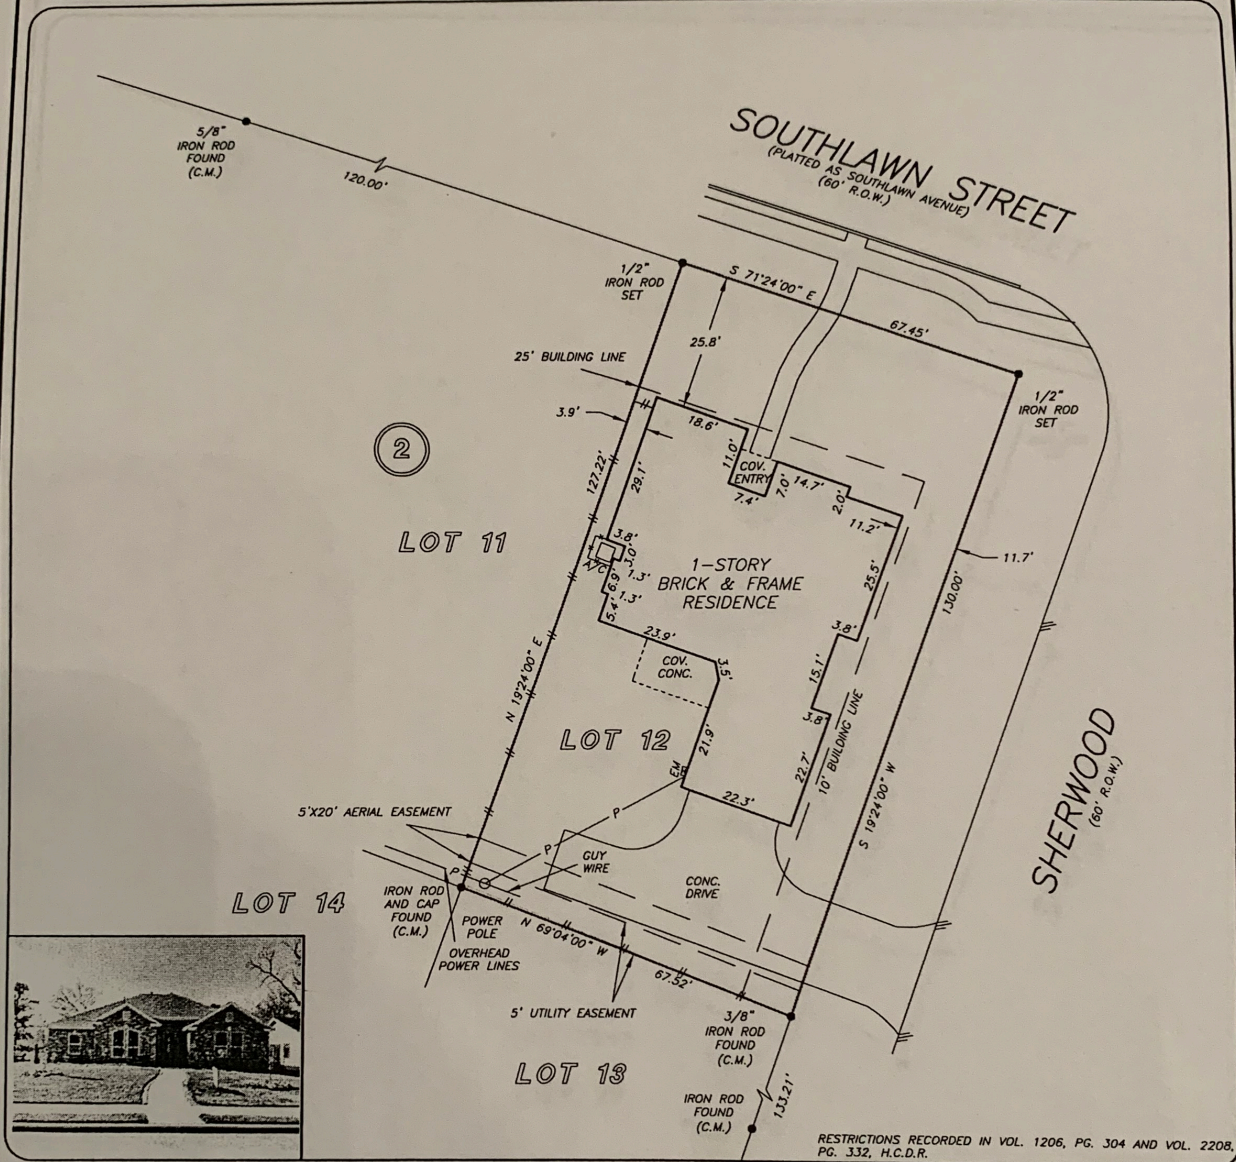 SOUTHLAWN STREET
(PLATTED AS SOUTHLAWN AVENUE)
(60' R.O.W.)
5/8"
IRON ROD
FOUND
(C.M.)
120.00'
1/2"
IRON ROD
SET
S 71°24'00" E
67.45'
25.8'
25' BUILDING LINE
1/2"
IRON ROD
SET
3.9'
18.6'
2
127.22'
29.1'
11.0'
COV.
ENTRY
7.4'
7.0'
14.7'
2.0'
11.2'
LOT 11
3.8'
3.0'
A/C
6.9'
1.3'
1.3'
5.4'
1-STORY
BRICK & FRAME
RESIDENCE
25.5'
11.7'
130.00'
23.9'
COV.
CONC.
3.5'
3.8'
15.1'
3.8'
N 19°24'00" E
LOT 12
21.9'
22.7'
10' BUILDING LINE
SHERWOOD
(60' R.O.W.)
EM
22.3'
S 19°24'00" W
5'X20' AERIAL EASEMENT
P
P
P
GUY
WIRE
CONC.
DRIVE
LOT 14
IRON ROD
AND CAP
FOUND
(C.M.)
POWER
POLE
OVERHEAD
POWER LINES
N 69°04'00" W
67.52'
5' UTILITY EASEMENT
3/8"
IRON ROD
FOUND
(C.M.)
LOT 13
IRON ROD
FOUND
(C.M.)
133.21'
RESTRICTIONS RECORDED IN VOL. 1206, PG. 304 AND VOL. 2208,
PG. 332, H.C.D.R.